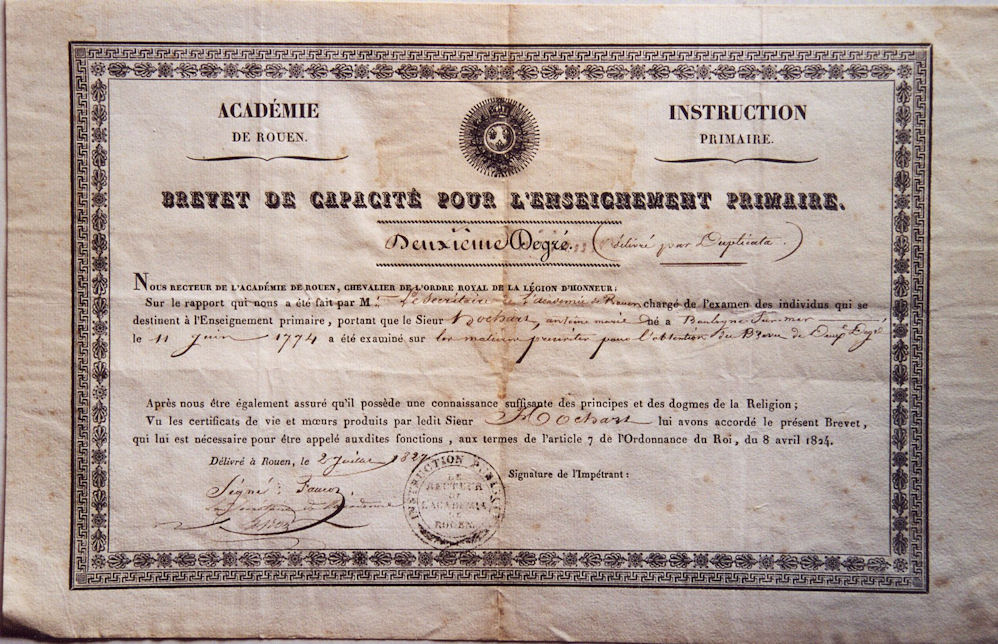 ACADÉMIE
DE ROUEN.
INSTRUCTION
PRIMAIRE.
BREVET DE CAPACITÉ POUR L'ENSEIGNEMENT PRIMAIRE.
Deuxième Degré. (Délivré par Duplicata.)
NOUS RECTEUR DE L'ACADÉMIE DE ROUEN, CHEVALIER DE L'ORDRE ROYAL DE LA LÉGION D'HONNEUR;
Sur le rapport qui nous a été fait par M. Le Secrétaire de l'académie de Rouen chargé de l'examen des individus qui se
destinent à l'Enseignement primaire, portant que le Sieur Hochart, antoine marie né a Boulogne Surmer ;
le 11 Juin 1774 a été examiné sur les matières pour l'obtention du Brevet de
Après nous être également assuré qu'il possède une connaissance suffisante des principes et des dogmes de la Religion;
Vu les certificats de vie et mœurs produits par ledit Sieur Hochart lui avons accordé le présent Brevet,
qui lui est nécessaire pour être appelé auxdites fonctions, aux termes de l'article 7 de l'Ordonnance du Roi, du 8 avril 1824.
Délivré à Rouen, le 2 Juillet 1827
Signature de l'Impétrant:
Signé:
INSTRUCTION
LE
RECTEUR
DE
L'ACADÉMIE
DE
ROUEN.